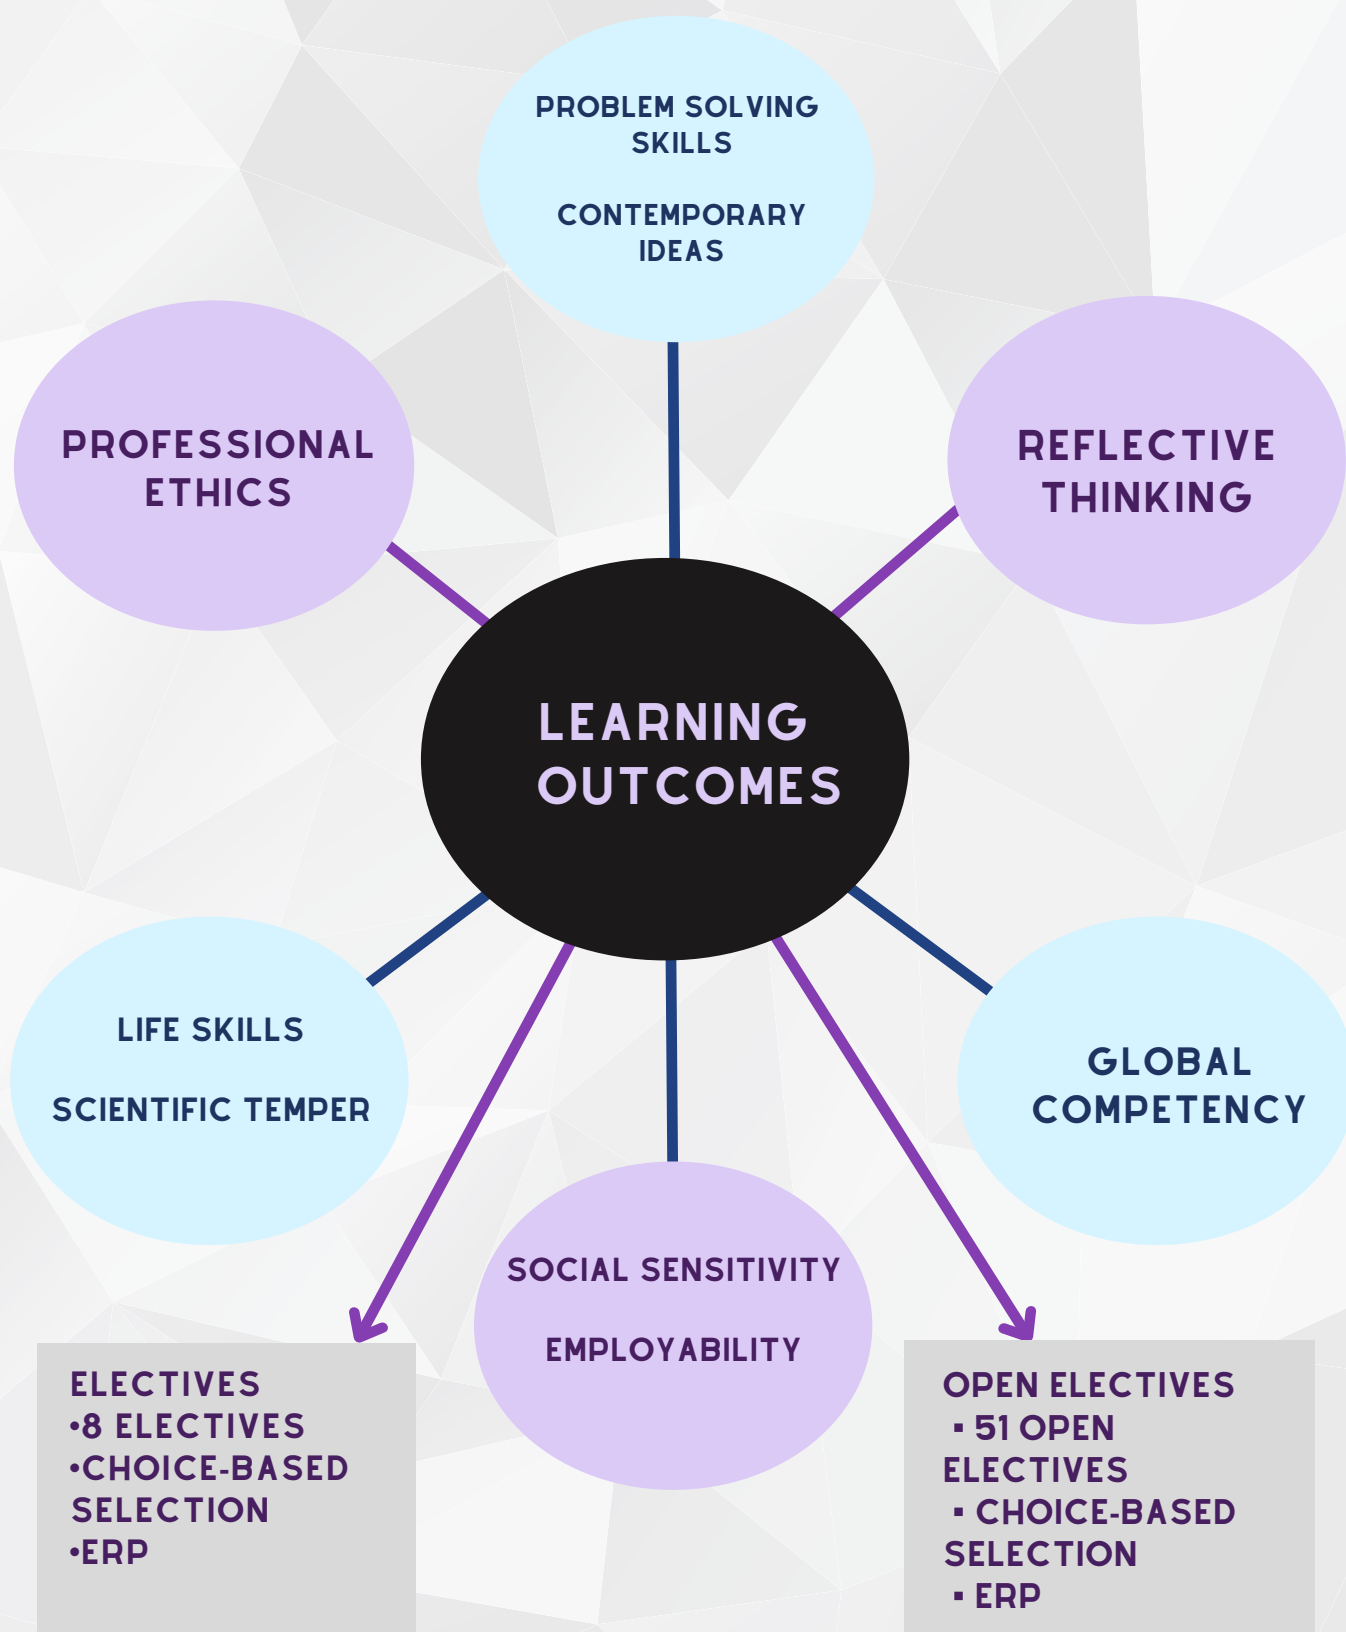 PROBLEM SOLVING
SKILLS
CONTEMPORARY
IDEAS
PROFESSIONAL
ETHICS
REFLECTIVE
THINKING
LEARNING
OUTCOMES
LIFE SKILLS
SCIENTIFIC TEMPER
GLOBAL
COMPETENCY
SOCIAL SENSITIVITY
EMPLOYABILITY
ELECTIVES
•8 ELECTIVES
•CHOICE-BASED
SELECTION
•ERP
OPEN ELECTIVES
▪ 51 OPEN
ELECTIVES
▪ CHOICE-BASED
SELECTION
▪ ERP